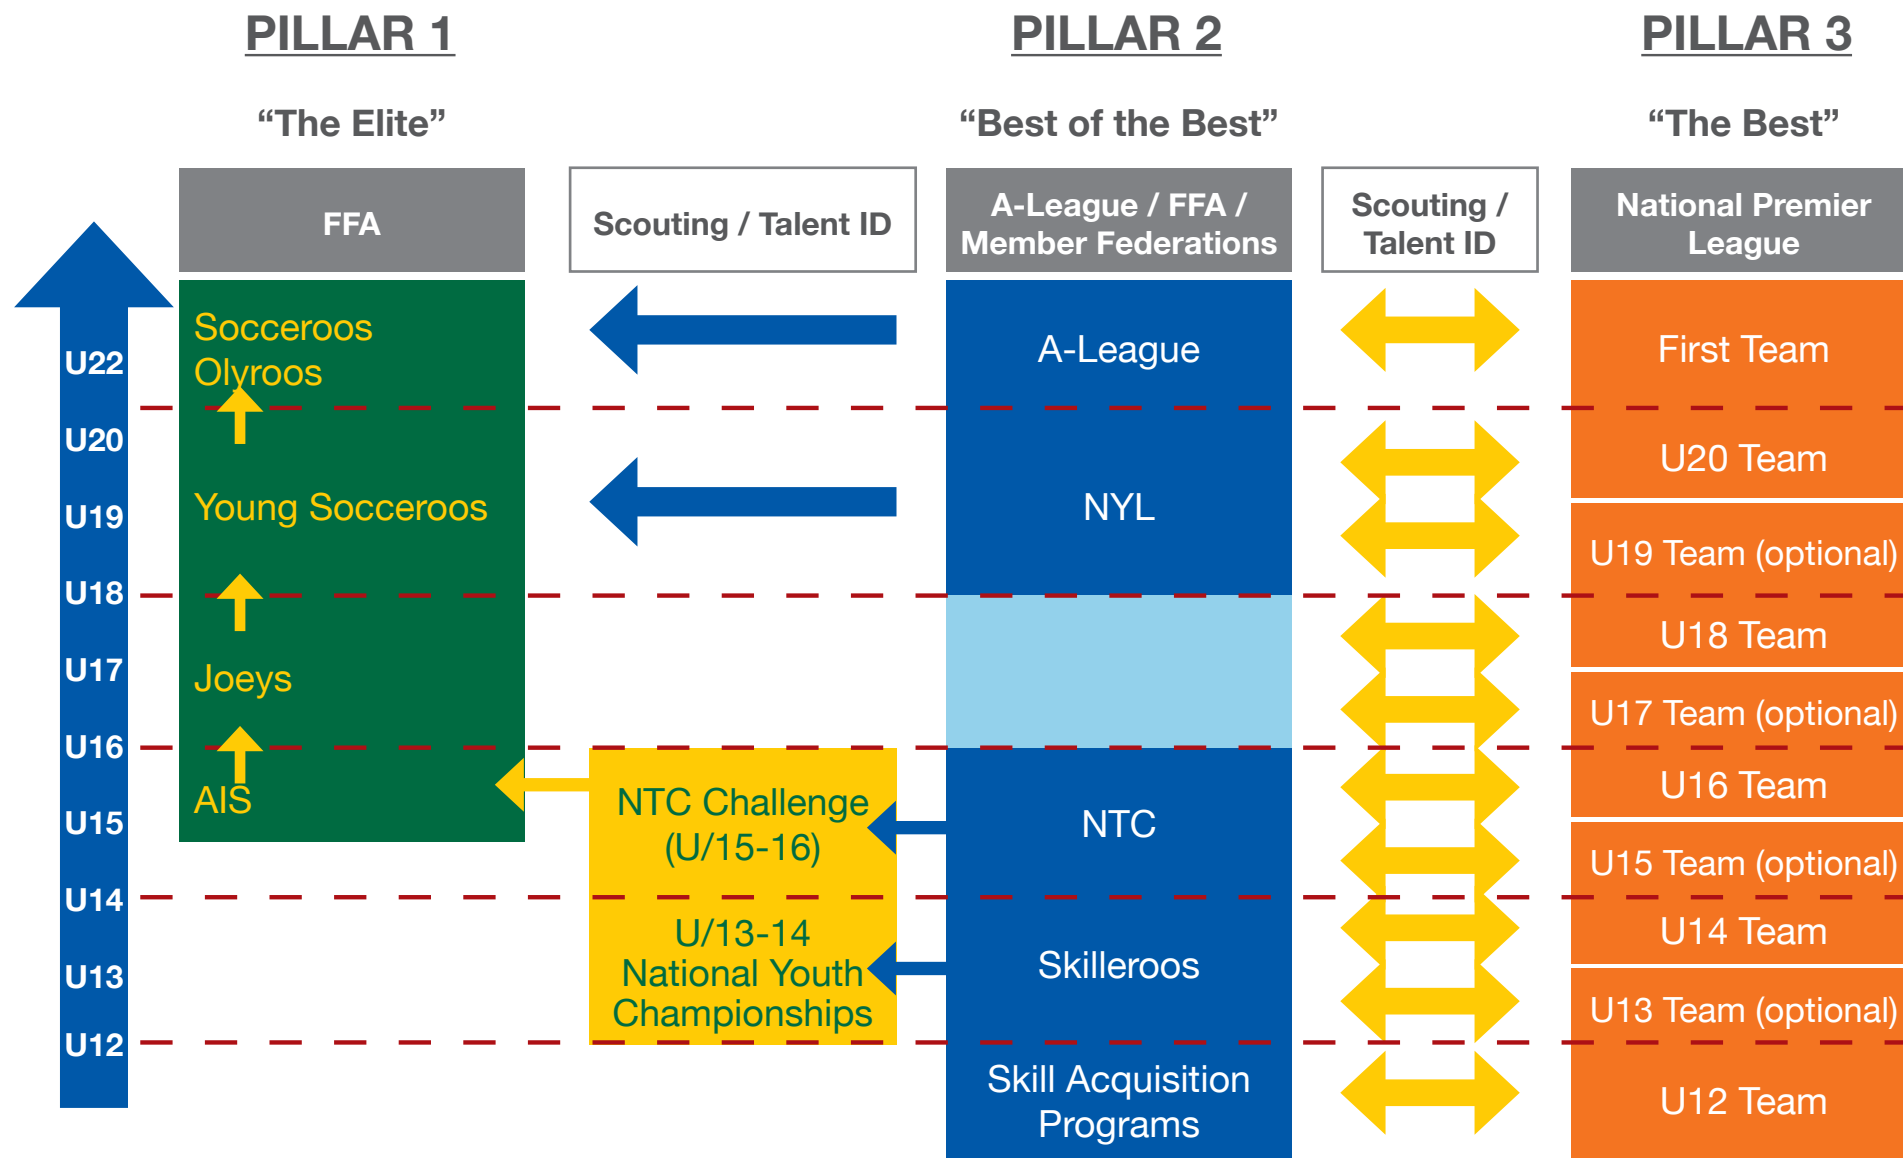 PILLAR 1
PILLAR 2
PILLAR 3
“The Elite”
“Best of the Best”
“The Best”
FFA
Scouting / Talent ID
A-League / FFA /
Member Federations
Scouting /
Talent ID
National Premier
League
U22
U20
U19
U18
U17
U16
U15
U14
U13
U12
Socceroos
Olyroos
Young Socceroos
Joeys
AIS
NTC Challenge
(U/15-16)
U/13-14
National Youth
Championships
A-League
NYL
NTC
Skilleroos
Skill Acquisition
Programs
First Team
U20 Team
U19 Team (optional)
U18 Team
U17 Team (optional)
U16 Team
U15 Team (optional)
U14 Team
U13 Team (optional)
U12 Team